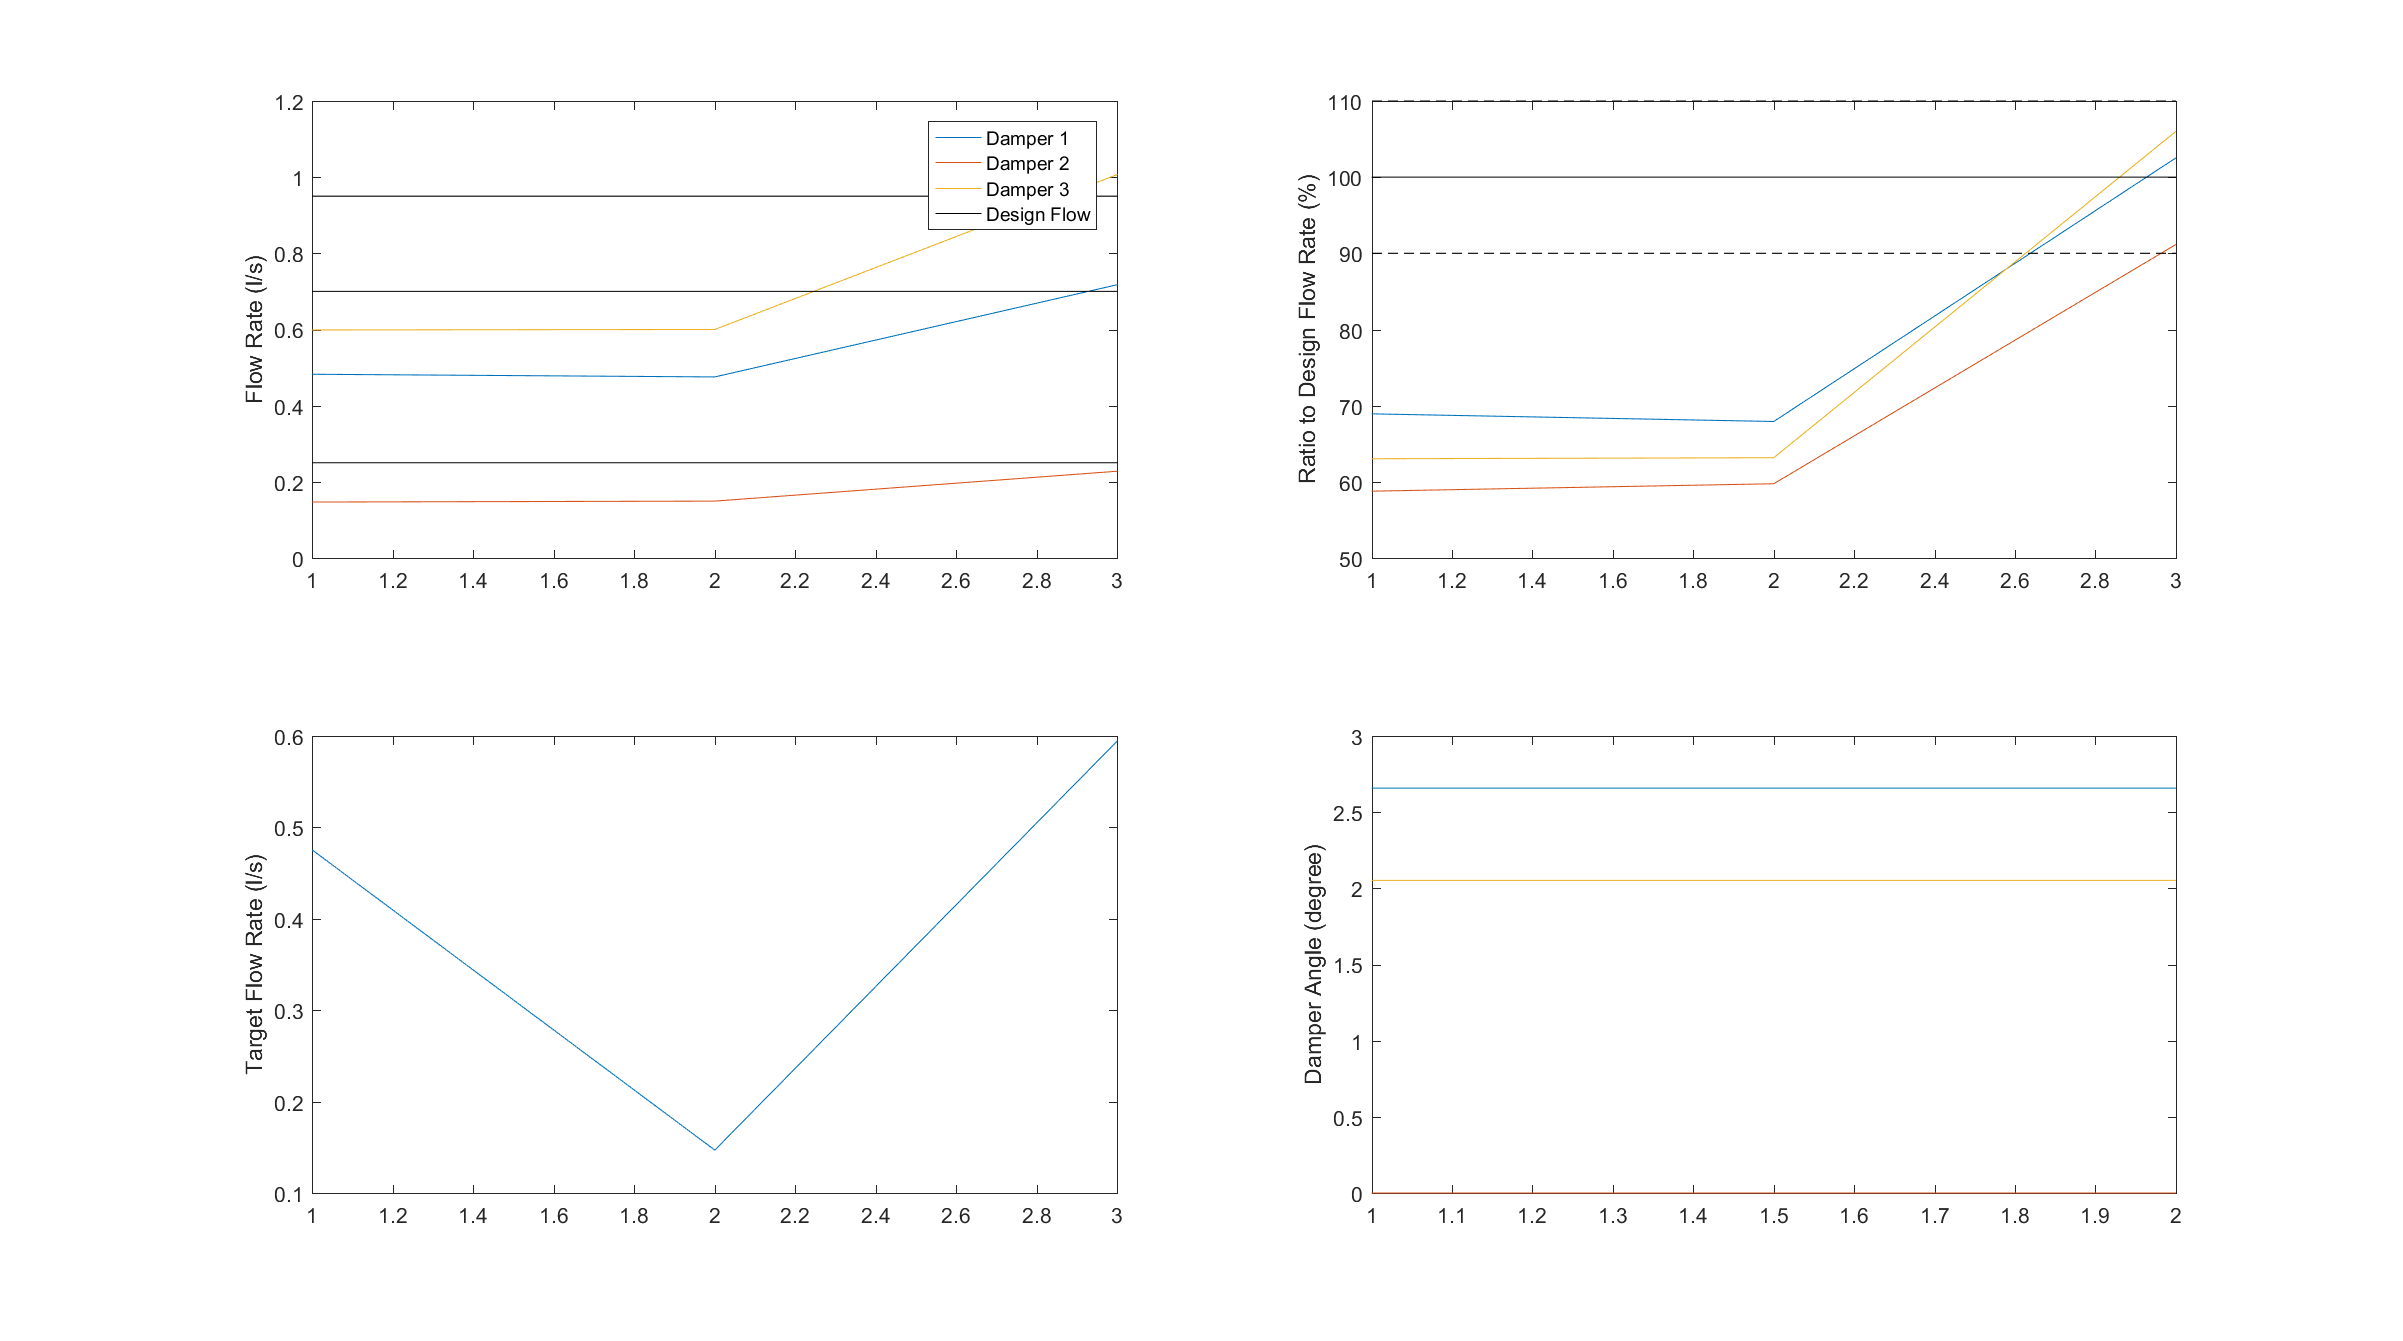 1.2
1
0.8
0.6
0.4
0.2
0
Flow Rate (l/s)
Damper 1
Damper 2
Damper 3
Design Flow
1 1.2 1.4 1.6 1.8 2 2.2 2.4 2.6 2.8 3
110
100
90
80
70
60
50
Ratio to Design Flow Rate (%)
1 1.2 1.4 1.6 1.8 2 2.2 2.4 2.6 2.8 3
0.6
0.5
0.4
0.3
0.2
0.1
Target Flow Rate (l/s)
1 1.2 1.4 1.6 1.8 2 2.2 2.4 2.6 2.8 3
3
2.5
2
1.5
1
0.5
0
Damper Angle (degree)
1 1.1 1.2 1.3 1.4 1.5 1.6 1.7 1.8 1.9 2